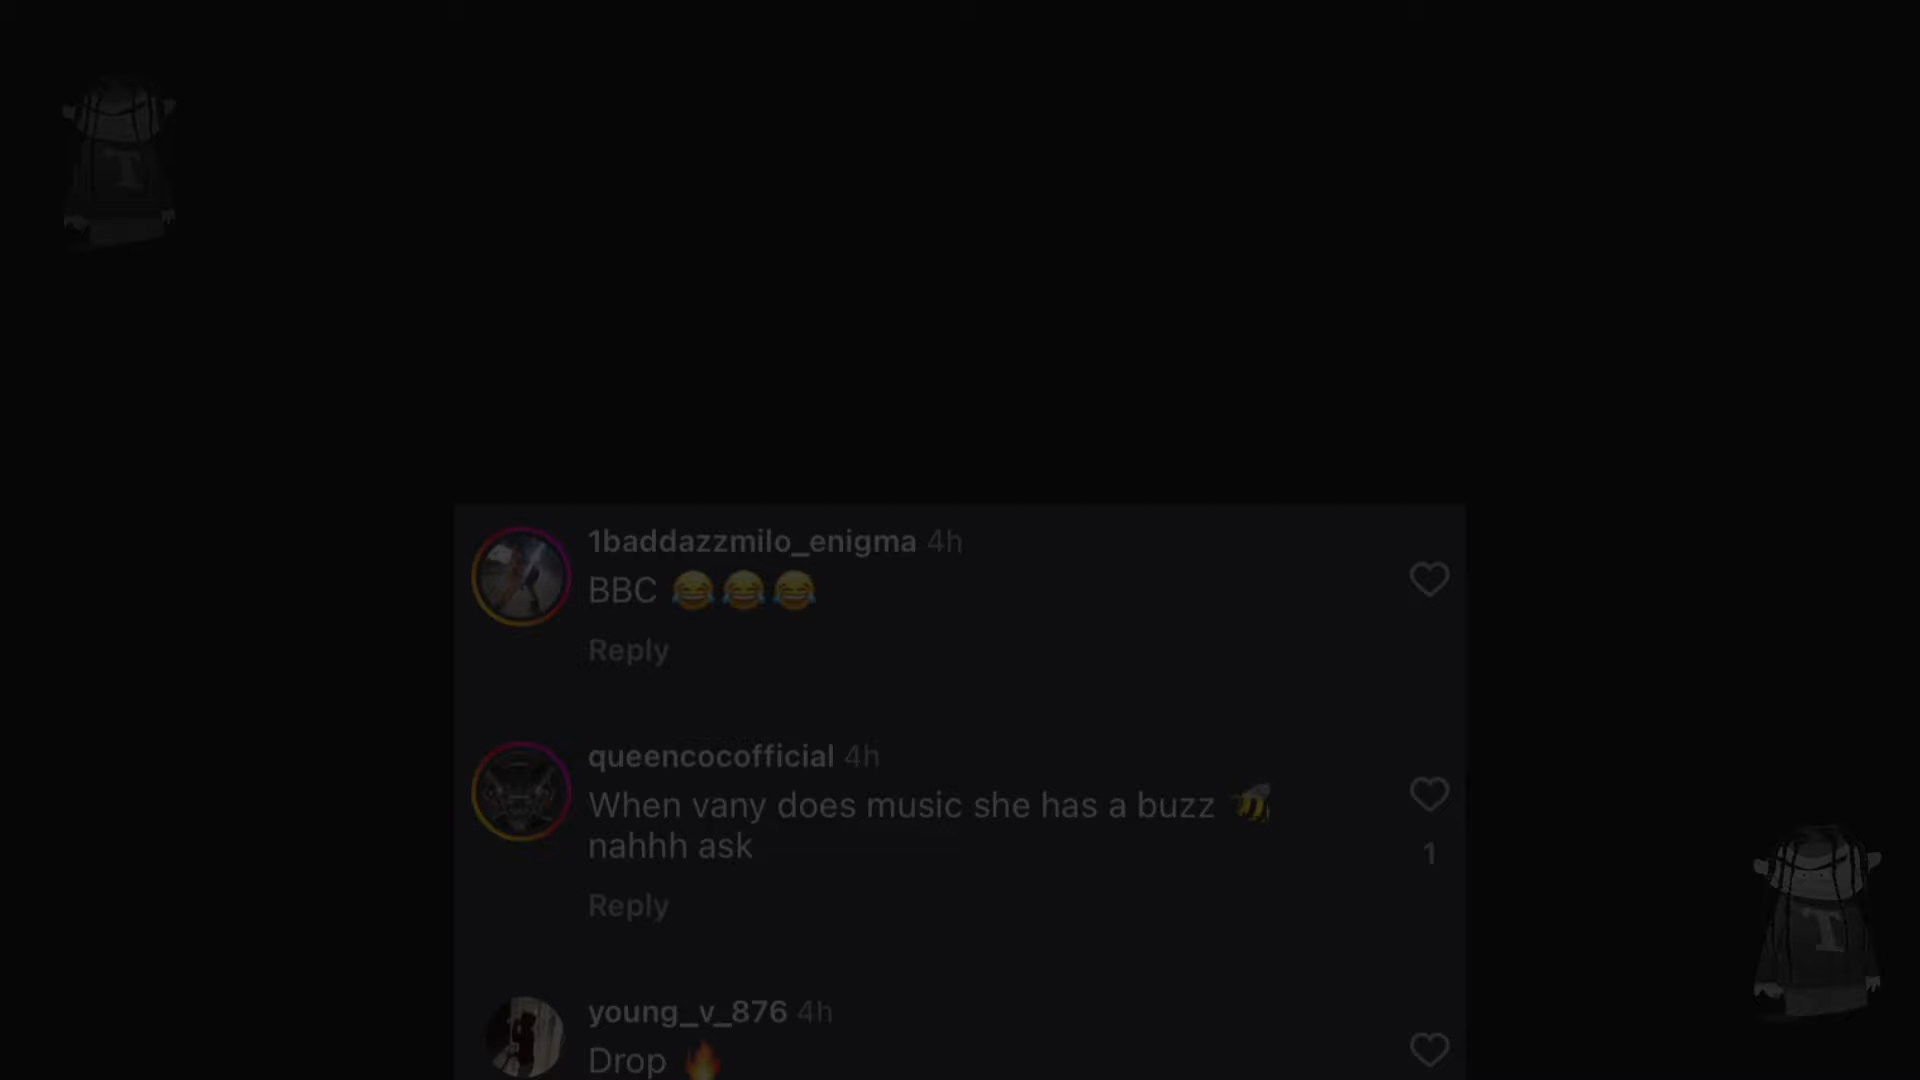 T
1baddazzmilo_enigma 4h
BBC 😂😂😂
Reply
queencocofficial 4h
When vany does music she has a buzz 🐝
nahhh ask
1
Reply
T
young_v_876 4h
Drop 🔥